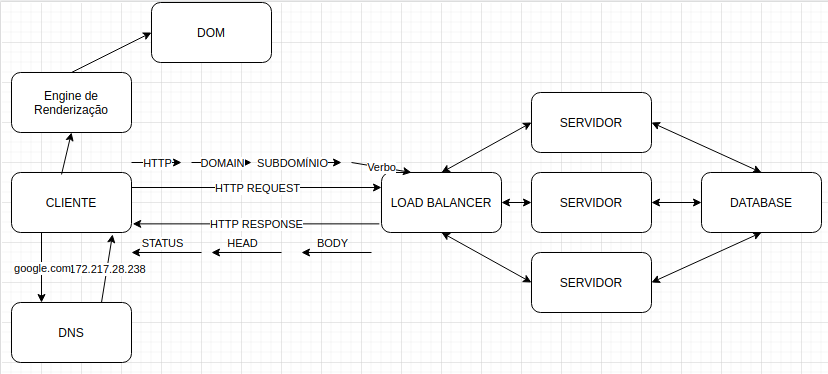 DOM
Engine de
Renderização
SERVIDOR
HTTP
DOMAIN
SUBDOMÍNIO
Verbo
CLIENTE
HTTP REQUEST
LOAD BALANCER
SERVIDOR
DATABASE
HTTP RESPONSE
STATUS
HEAD
BODY
google.com
172.217.28.238
SERVIDOR
DNS